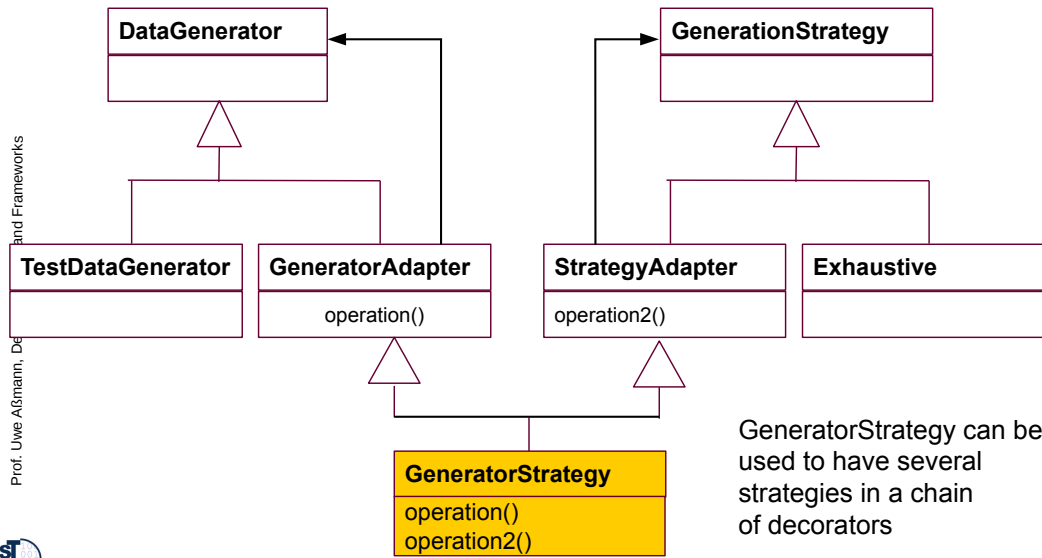 DataGenerator
GenerationStrategy
TestDataGenerator
GeneratorAdapter
operation()
StrategyAdapter
operation2()
Exhaustive
GeneratorStrategy
operation()
operation2()
GeneratorStrategy can be
used to have several
strategies in a chain
of decorators
Prof. Uwe Aßmann, and Frameworks
ST